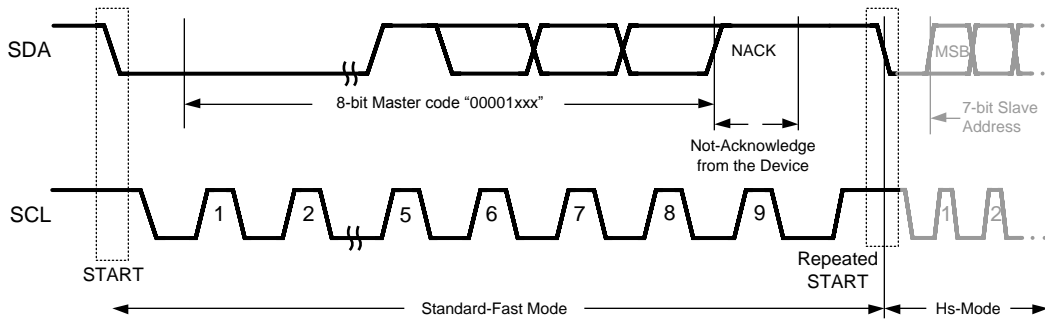 SDA
NACK
MSB
8-bit Master code “00001xxx”
7-bit Slave
Address
Not-Acknowledge
from the Device
SCL
1
2
5
6
7
8
9
1
2
START
Repeated
START
Standard-Fast Mode
Hs-Mode